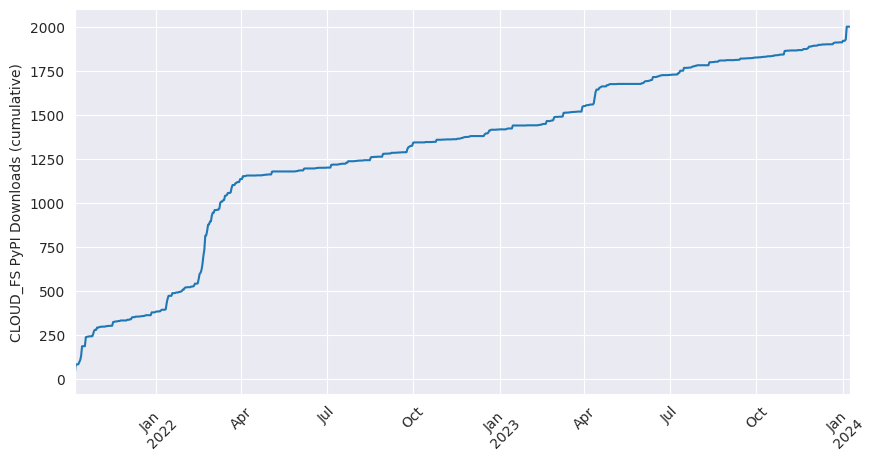 CLOUD_FS PyPI Downloads (cumulative)
2000
1750
1500
1250
1000
750
500
250
0
Jan
2022
Apr
Jul
Oct
Jan
2023
Apr
Jul
Oct
Jan
2024